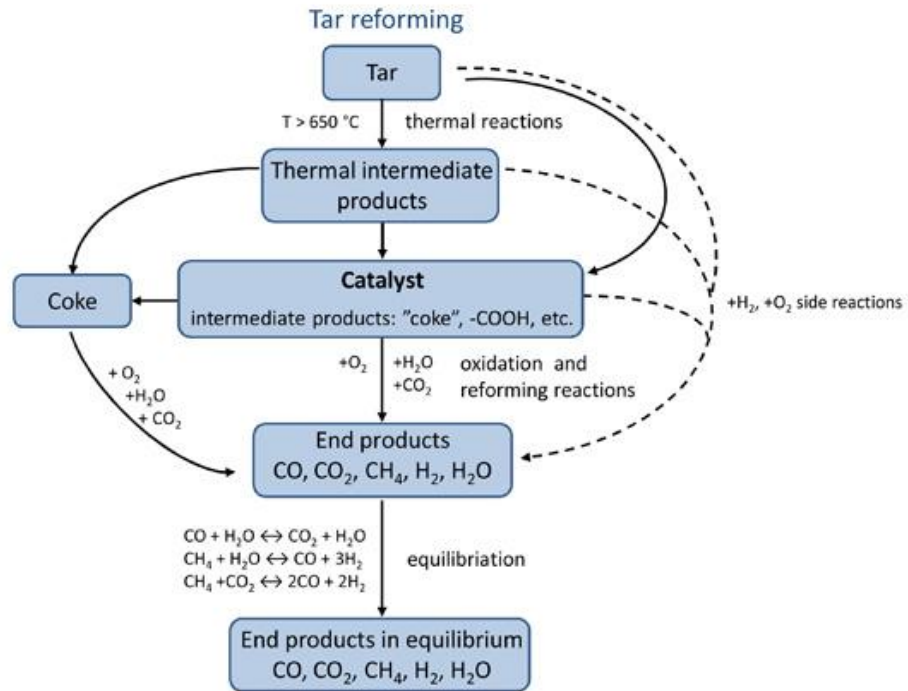 Tar reforming
Tar
T > 650 °C
thermal reactions
Thermal intermediate
products
Catalyst
intermediate products: ”coke”, -COOH, etc.
Coke
+H₂, +O₂ side reactions
+O₂
+H₂O
+CO₂
oxidation and
reforming reactions
+ O₂
+H₂O
+ CO₂
End products
CO, CO₂, CH₄, H₂, H₂O
CO + H₂O ↔ CO₂ + H₂O
CH₄ + H₂O ↔ CO + 3H₂
CH₄ +CO₂ ↔ 2CO + 2H₂
equilibriation
End products in equilibrium
CO, CO₂, CH₄, H₂, H₂O